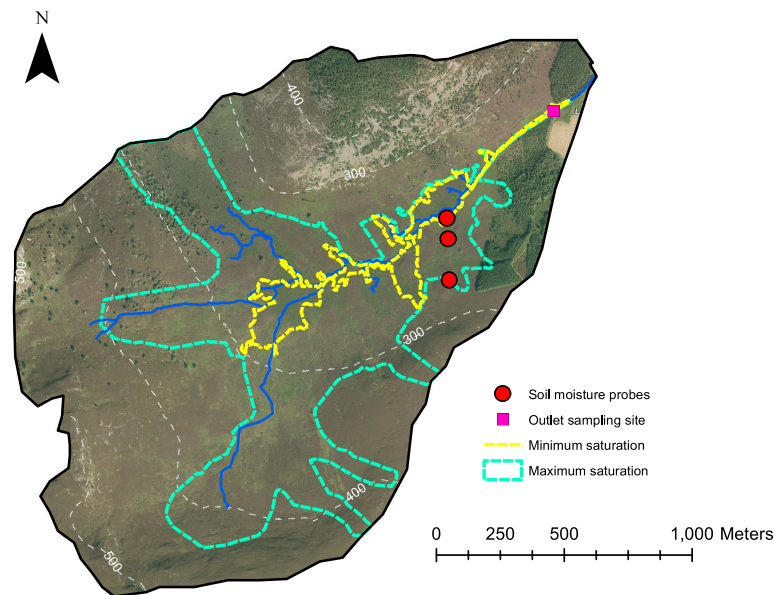 N
400
300
500
300
400
500
Soil moisture probes
Outlet sampling site
Minimum saturation
Maximum saturation
0 250 500 1,000 Meters